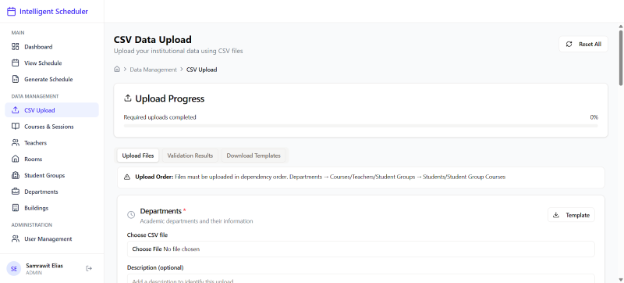 Intelligent Scheduler
MAIN
Dashboard
View Schedule
Generate Schedule
DATA MANAGEMENT
CSV Upload
Courses & Sessions
Teachers
Rooms
Student Groups
Departments
Buildings
ADMINISTRATION
User Management
SE
Samrawit Elias
ADMIN
CSV Data Upload
Upload your institutional data using CSV files
Reset All
Data Management > CSV Upload
Upload Progress
Required uploads completed
0%
Upload Files
Validation Results
Download Templates
Upload Order: Files must be uploaded in dependency order. Departments → Courses/Teachers/Student Groups → Students/Student Group Courses
Departments *
Academic departments and their information
Template
Choose CSV file
Choose File No file chosen
Description (optional)
Add a description to identify this upload